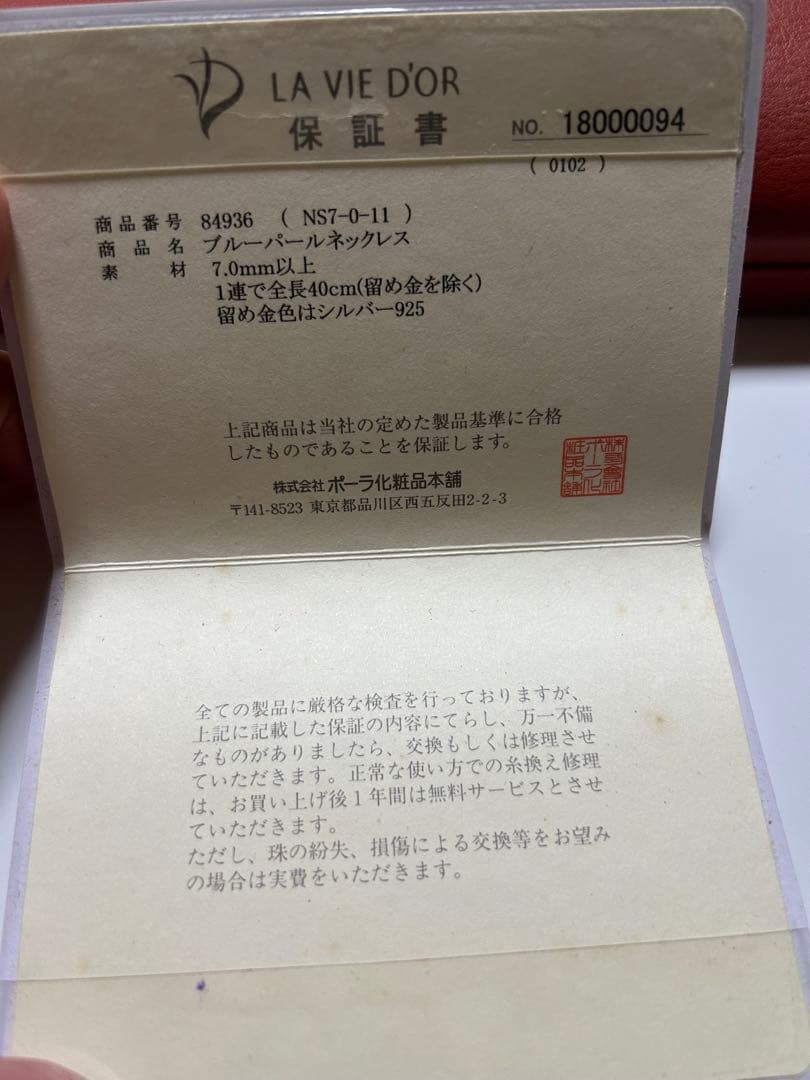 LA VIE D'OR
保証書
NO. 18000094
( 0102 )
商品番号 84936 ( NS7-0-11 )
商品名 ブルーパールネックレス
素材 7.0mm以上
1連で全長40cm(留め金を除く)
留め金色はシルバー925
上記商品は当社の定めた製品基準に合格
したものであることを保証します。
株式会社 ポーラ化粧品本舗
〒141-8523 東京都品川区西五反田2-2-3
全ての製品に厳格な検査を行っておりますが、
上記に記載した保証の内容にてらし、万一不備
なものがありましたら、交換もしくは修理させ
ていただきます。正常な使い方での糸換え修理
は、お買い上げ後1年間は無料サービスとさせ
ていただきます。
ただし、珠の紛失、損傷による交換等をお望み
の場合は実費をいただきます。